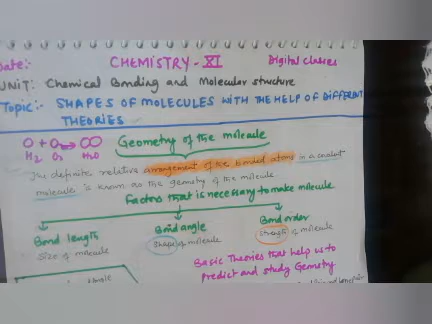 Date:- CHEMISTRY - XI Digital classes
UNIT: Chemical Bonding and Molecular structure
Topic:- SHAPES OF MOLECULES WITH THE HELP OF DIFFERENT
THEORIES
O + O → OO Geometry of the molecule
H2 O2 H2O
The definite relative arrangement of the bonded atoms in a covalent
molecule is known as the geometry of the molecule.
Factors that is necessary to make molecule
Bond length Bond angle Bond order
Size of molecule Shape of molecule Strength of molecule
Basic Theories that help us to
predict and study Geometry